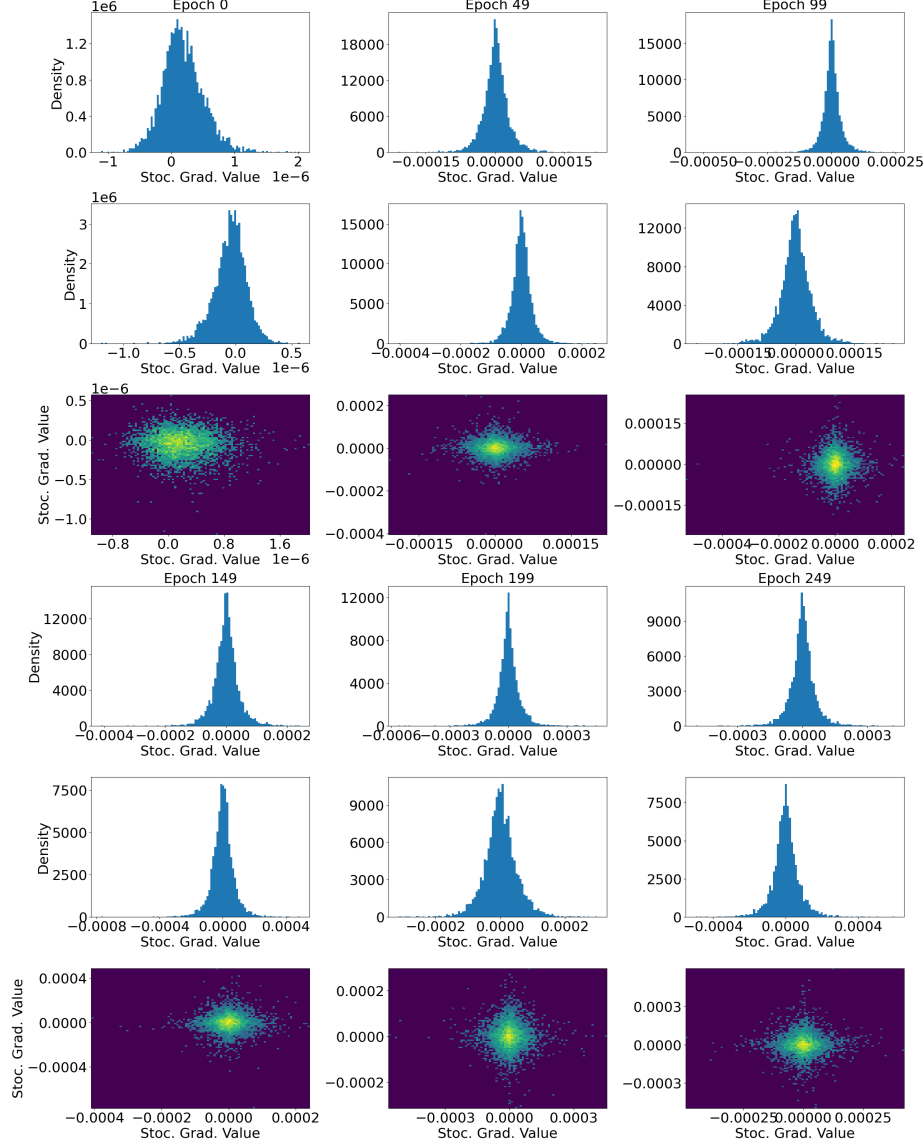 Epoch 0 Epoch 49 Epoch 99
1e6
1.2 18000 15000
0.8 12000 10000
0.4 6000 5000
0.0 0 0
Density
−1 0 1 2 −0.00015 0.00000 0.00015 −0.0005 −0.00025 0.00000 0.00025
Stoc. Grad. Value 1e−6 Stoc. Grad. Value Stoc. Grad. Value
1e6
3 15000 12000
2 10000 8000
1 5000 4000
0 0 0
Density
−1.0 −0.5 0.0 0.5 −0.0004 −0.0002 0.0000 0.0002 −0.00015 0.00000 0.00015
Stoc. Grad. Value 1e−6 Stoc. Grad. Value Stoc. Grad. Value
1e−6
0.5 0.0002 0.00015
0.0 0.0000 0.00000
−0.5 −0.0002 −0.00015
−1.0 −0.0004
Stoc. Grad. Value
−0.8 0.0 0.8 1.6 −0.00015 0.00000 0.00015 −0.0004 −0.0002 0.0000 0.0002
Stoc. Grad. Value 1e−6 Stoc. Grad. Value Stoc. Grad. Value
Epoch 149 Epoch 199 Epoch 249
12000 12000 9000
8000 8000 6000
4000 4000 3000
0 0 0
Density
−0.0004 −0.0002 0.0000 0.0002 −0.0006 −0.0003 0.0000 0.0003 −0.0003 0.0000 0.0003
Stoc. Grad. Value Stoc. Grad. Value Stoc. Grad. Value
7500 9000 7500
5000 6000 5000
2500 3000 2500
0 0 0
Density
−0.0008 −0.0004 0.0000 0.0004 −0.0002 0.0000 0.0002 −0.0004 0.0000 0.0004
Stoc. Grad. Value Stoc. Grad. Value Stoc. Grad. Value
0.0004 0.0002 0.0003
0.0000 0.0000 0.0000
−0.0004 −0.0002 −0.0003
Stoc. Grad. Value
−0.0004 −0.0002 0.0000 0.0002 −0.0003 0.0000 0.0003 −0.00025 0.00000 0.00025
Stoc. Grad. Value Stoc. Grad. Value Stoc. Grad. Value